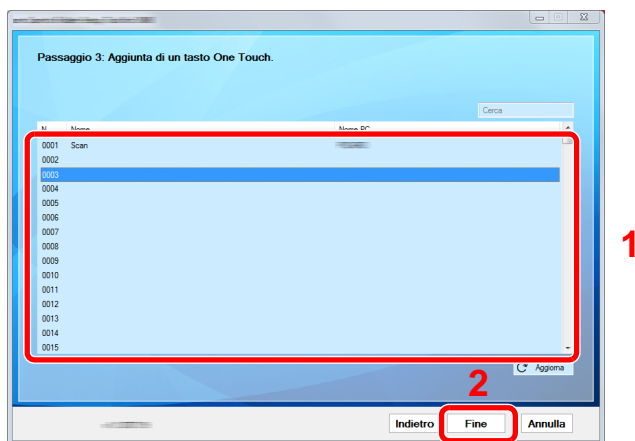 Passaggio 3: Aggiunta di un tasto One Touch.
Cerca
N. Nome Nome PC
0001 Scan
0002
0003
0004
0005
0006
0007
0008
0009
0010
0011
0012
0013
0014
0015
1
Aggiorna
2
Indietro Fine Annulla